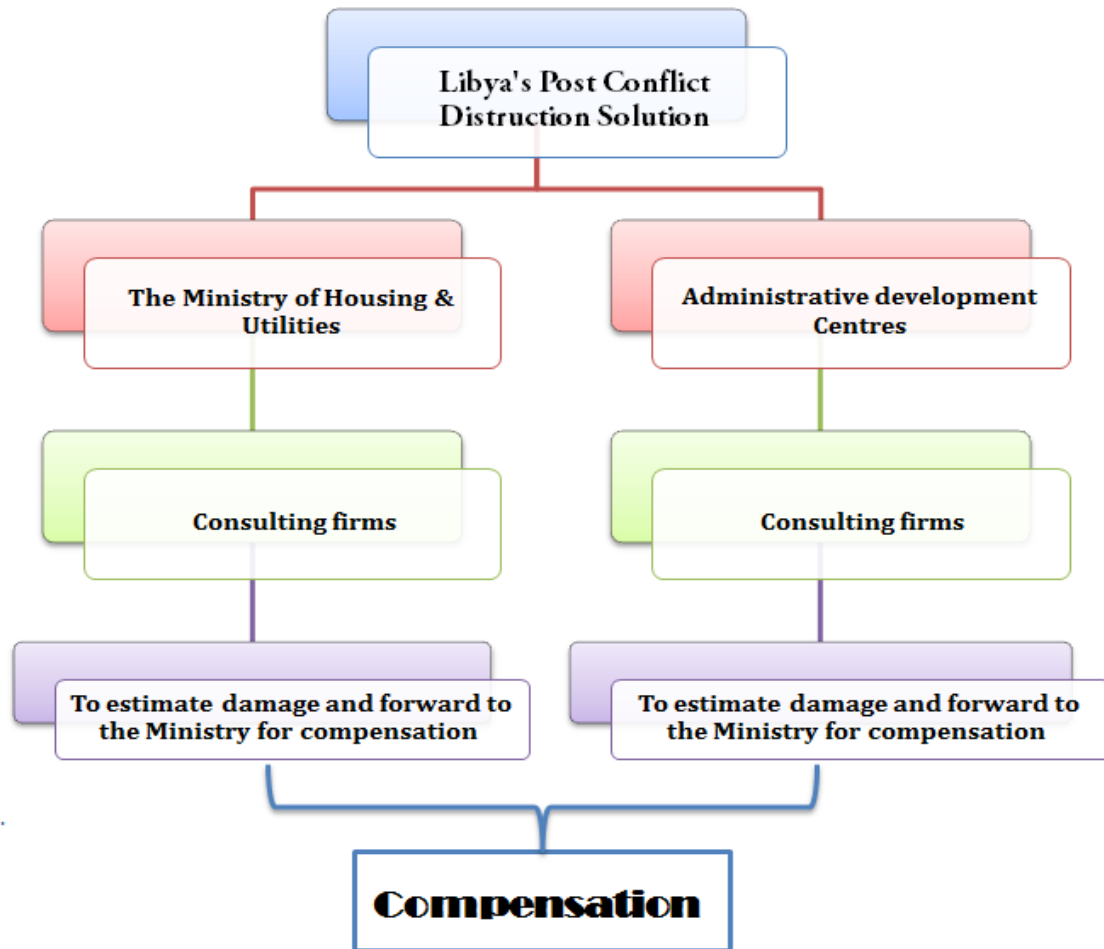 Libya's Post Conflict
Distruction Solution
The Ministry of Housing &
Utilities
Administrative development
Centres
Consulting firms
Consulting firms
To estimate damage and forward to
the Ministry for compensation
To estimate damage and forward to
the Ministry for compensation
Compensation